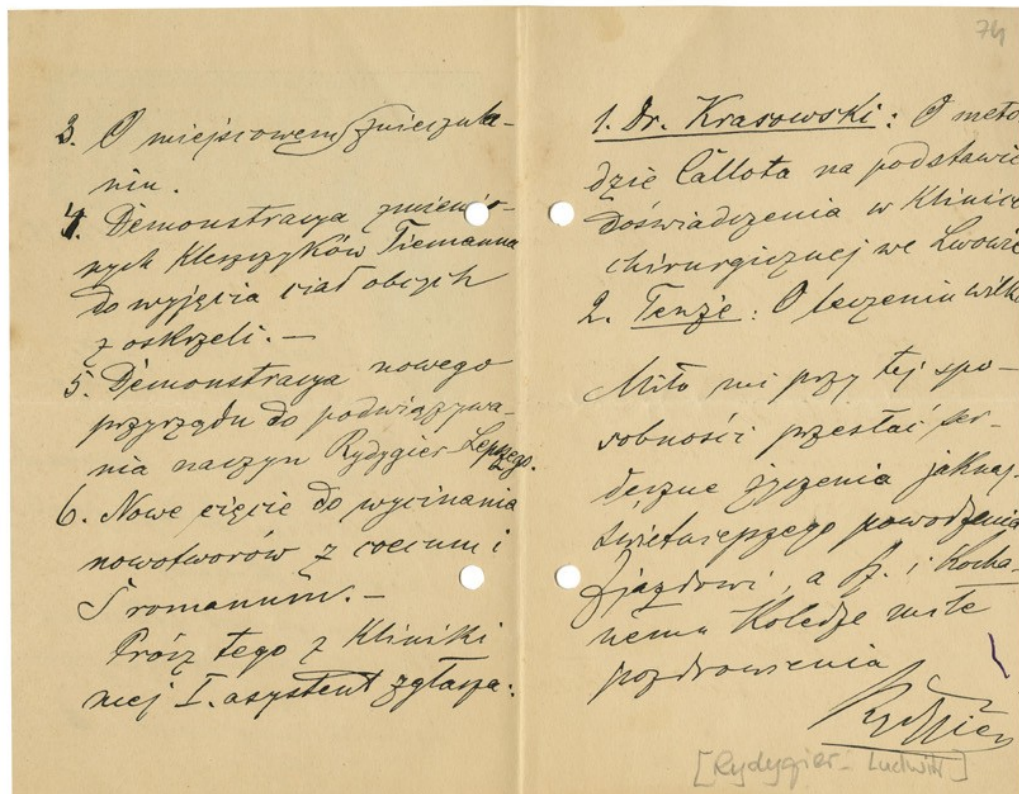 3. O miejscowem znieczule-
niu.
4. Demonstracya zmienio-
nych Kleszczyków Tiemanna
do wyjęcia ciał obcych
z oskrzeli. —
5. Demonstracya nowego
przyrządu do podwiązywa-
nia naczyń Rydygier Lepszego.
6. Nowe cięcie do wycinania
nowotworów z coecum i
S romanum. —
Prócz tego z Kliniki
mej I. asystent zgłasza:
74
1. Dr. Krasowski: O meto
dzie Callota na podstawie
doświadczenia w Klinice
chirurgicznej we Lwowie
2. Tenże: O leczeniu wilka
Miło mi przy tej spo-
sobności przesłać ser-
deczne życzenia jaknaj-
świetniejszego powodzenia
Zjazdowi, a Sz. i Kocha-
nemu Koledze miłe
pozdrowienia
Rydygier
[Rydygier - Ludwik]